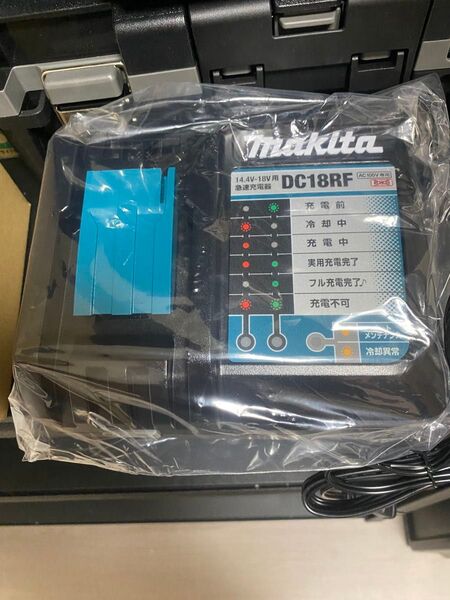 makita
14.4V-18V用
急速充電器 DC18RF AC100V専用
充電前
冷却中
充電中
実用充電完了
フル充電完了♪
充電不可
メンテナンス
冷却異常